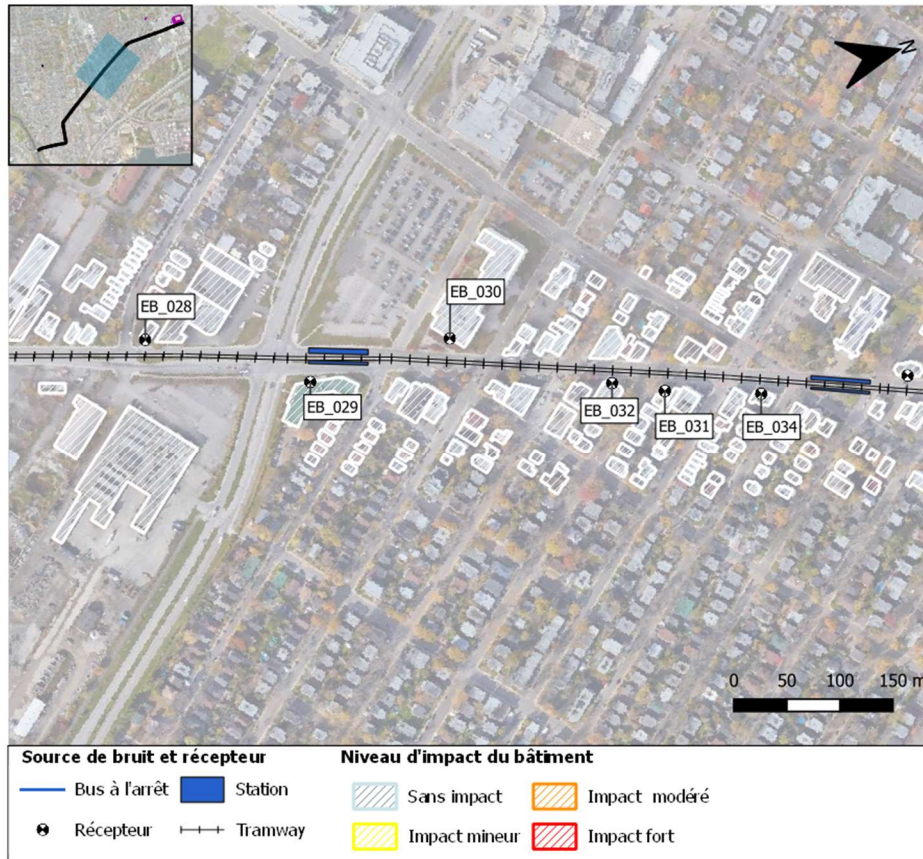 N
EB_028
EB_030
EB_029
EB_032
EB_031
EB_034
0 50 100 150 m
Source de bruit et récepteur
Bus à l'arrêt
Station
Récepteur
Tramway
Niveau d'impact du bâtiment
Sans impact
Impact modéré
Impact mineur
Impact fort